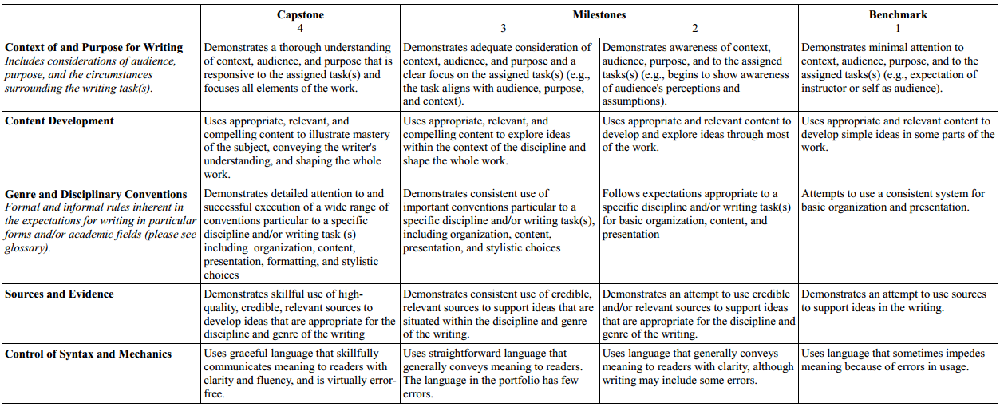 Capstone
4
Milestones
3 2
Benchmark
1
Context of and Purpose for Writing
Includes considerations of audience,
purpose, and the circumstances
surrounding the writing task(s).
Demonstrates a thorough understanding
of context, audience, and purpose that is
responsive to the assigned task(s) and
focuses all elements of the work.
Demonstrates adequate consideration of
context, audience, and purpose and a
clear focus on the assigned task(s) (e.g.,
the task aligns with audience, purpose,
and context).
Demonstrates awareness of context,
audience, purpose, and to the assigned
tasks(s) (e.g., begins to show awareness
of audience's perceptions and
assumptions).
Demonstrates minimal attention to
context, audience, purpose, and to the
assigned tasks(s) (e.g., expectation of
instructor or self as audience).
Content Development
Uses appropriate, relevant, and
compelling content to illustrate mastery
of the subject, conveying the writer's
understanding, and shaping the whole
work.
Uses appropriate, relevant, and
compelling content to explore ideas
within the context of the discipline and
shape the whole work.
Uses appropriate and relevant content to
develop and explore ideas through most
of the work.
Uses appropriate and relevant content to
develop simple ideas in some parts of the
work.
Genre and Disciplinary Conventions
Formal and informal rules inherent in
the expectations for writing in particular
forms and/or academic fields (please see
glossary).
Demonstrates detailed attention to and
successful execution of a wide range of
conventions particular to a specific
discipline and/or writing task (s)
including organization, content,
presentation, formatting, and stylistic
choices
Demonstrates consistent use of
important conventions particular to a
specific discipline and/or writing task(s),
including organization, content,
presentation, and stylistic choices
Follows expectations appropriate to a
specific discipline and/or writing task(s)
for basic organization, content, and
presentation
Attempts to use a consistent system for
basic organization and presentation.
Sources and Evidence
Demonstrates skillful use of high-
quality, credible, relevant sources to
develop ideas that are appropriate for the
discipline and genre of the writing
Demonstrates consistent use of credible,
relevant sources to support ideas that are
situated within the discipline and genre
of the writing.
Demonstrates an attempt to use credible
and/or relevant sources to support ideas
that are appropriate for the discipline and
genre of the writing.
Demonstrates an attempt to use sources
to support ideas in the writing.
Control of Syntax and Mechanics
Uses graceful language that skillfully
communicates meaning to readers with
clarity and fluency, and is virtually error-
free.
Uses straightforward language that
generally conveys meaning to readers.
The language in the portfolio has few
errors.
Uses language that generally conveys
meaning to readers with clarity, although
writing may include some errors.
Uses language that sometimes impedes
meaning because of errors in usage.